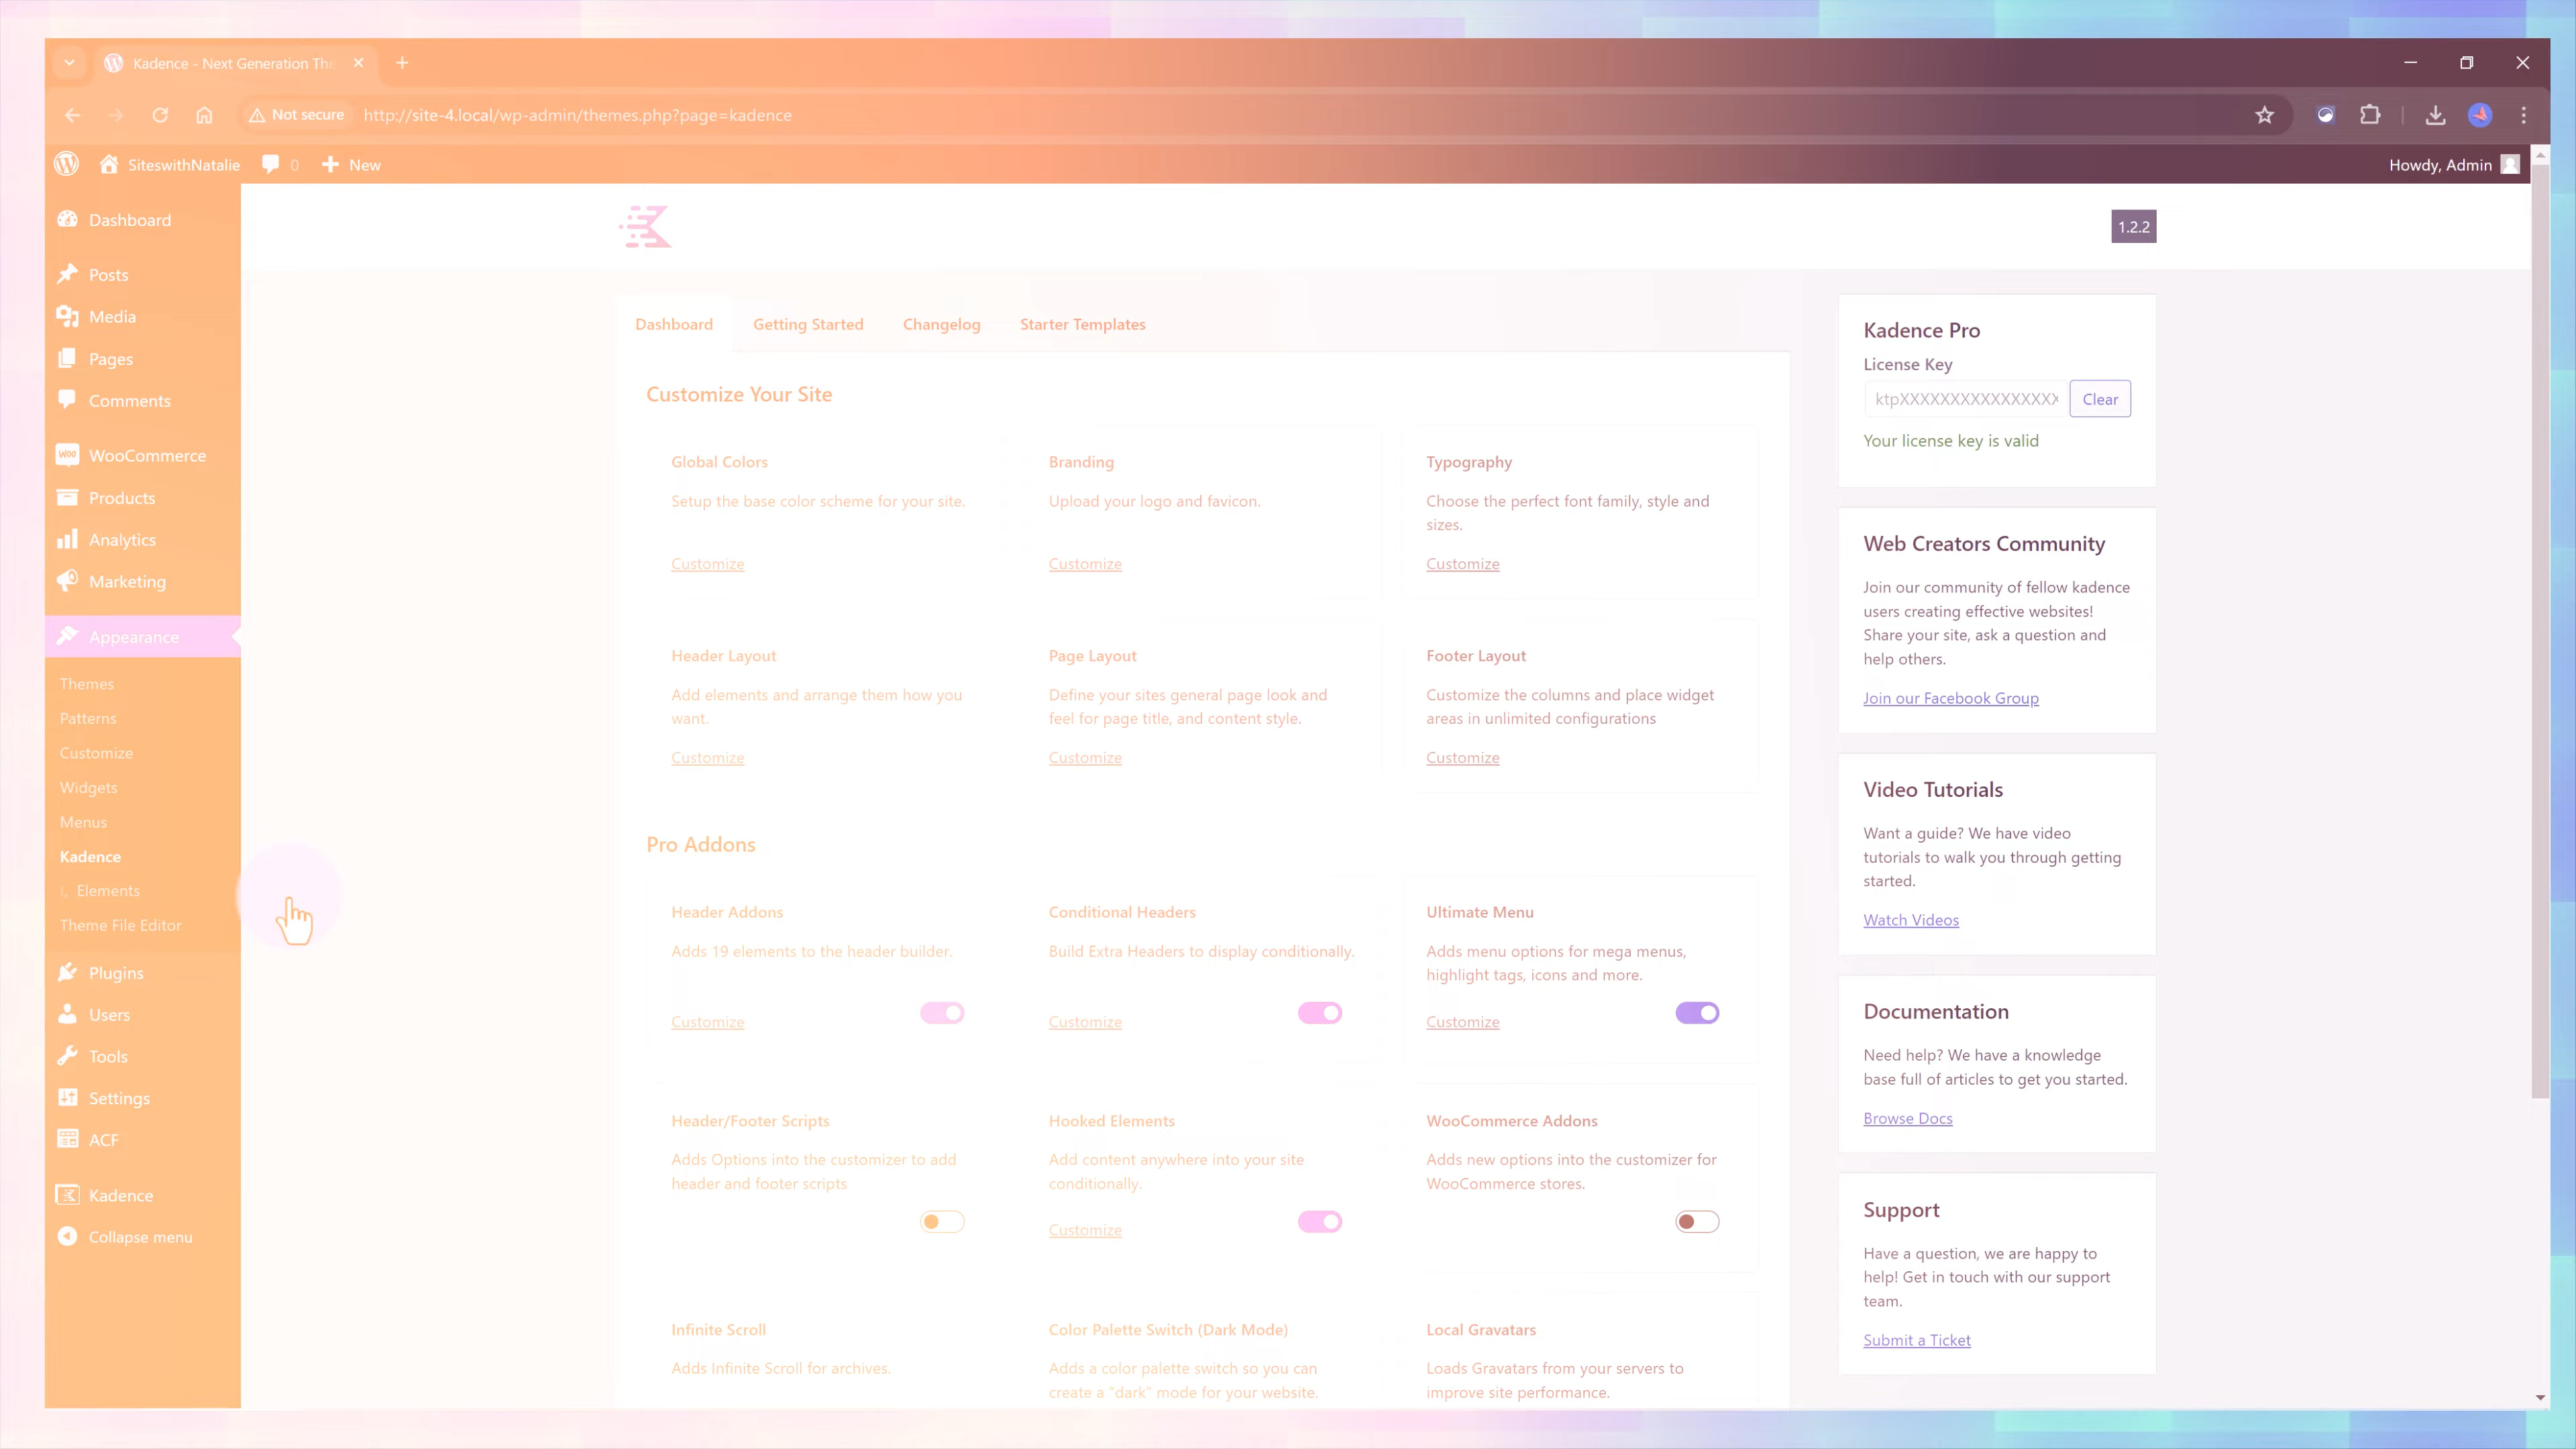 Kadence - Next Generation The
Not secure
http://site-4.local/wp-admin/themes.php?page=kadence
SiteswithNatalie
0
New
Howdy, Admin
Dashboard
Posts
Media
Pages
Comments
WooCommerce
Products
Analytics
Marketing
Appearance
Themes
Patterns
Customize
Widgets
Menus
Kadence
Elements
Theme File Editor
Plugins
Users
Tools
Settings
ACF
Kadence
Collapse menu
1.2.2
Dashboard
Getting Started
Changelog
Starter Templates
Customize Your Site
Global Colors
Setup the base color scheme for your site.
Customize
Branding
Upload your logo and favicon.
Customize
Typography
Choose the perfect font family, style and
sizes.
Customize
Header Layout
Add elements and arrange them how you
want.
Customize
Page Layout
Define your sites general page look and
feel for page title, and content style.
Customize
Footer Layout
Customize the columns and place widget
areas in unlimited configurations
Customize
Pro Addons
Header Addons
Adds 19 elements to the header builder.
Customize
Conditional Headers
Build Extra Headers to display conditionally.
Customize
Ultimate Menu
Adds menu options for mega menus,
highlight tags, icons and more.
Customize
Header/Footer Scripts
Adds Options into the customizer to add
header and footer scripts
Hooked Elements
Add content anywhere into your site
conditionally.
Customize
WooCommerce Addons
Adds new options into the customizer for
WooCommerce stores.
Infinite Scroll
Adds Infinite Scroll for archives.
Color Palette Switch (Dark Mode)
Adds a color palette switch so you can
create a “dark” mode for your website.
Local Gravatars
Loads Gravatars from your servers to
improve site performance.
Kadence Pro
License Key
ktpXXXXXXXXXXXXXXXX
Clear
Your license key is valid
Web Creators Community
Join our community of fellow kadence
users creating effective websites!
Share your site, ask a question and
help others.
Join our Facebook Group
Video Tutorials
Want a guide? We have video
tutorials to walk you through getting
started.
Watch Videos
Documentation
Need help? We have a knowledge
base full of articles to get you started.
Browse Docs
Support
Have a question, we are happy to
help! Get in touch with our support
team.
Submit a Ticket